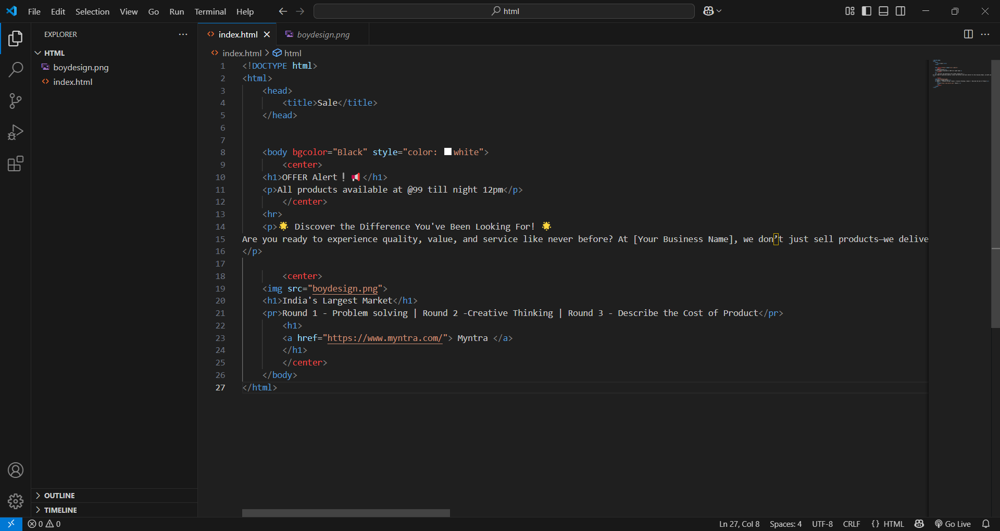 File Edit Selection View Go Run Terminal Help
html
EXPLORER
HTML
boydesign.png
index.html
OUTLINE
TIMELINE
index.html boydesign.png
index.html > html
1 <!DOCTYPE html>
2 <html>
3 <head>
4 <title>Sale</title>
5 </head>
6
7
8 <body bgcolor="Black" style="color: white">
9 <center>
10 <h1>OFFER Alert❗📢</h1>
11 <p>All products available at @99 till night 12pm</p>
12 </center>
13 <hr>
14 <p>🌟 Discover the Difference You've Been Looking For! 🌟
15 Are you ready to experience quality, value, and service like never before? At [Your Business Name], we don’t just sell products—we delive
16 </p>
17
18 <center>
19 <img src="boydesign.png">
20 <h1>India's Largest Market</h1>
21 <pr>Round 1 - Problem solving | Round 2 -Creative Thinking | Round 3 - Describe the Cost of Product</pr>
22 <h1>
23 <a href="https://www.myntra.com/"> Myntra </a>
24 </h1>
25 </center>
26 </body>
27 </html>
0 0 Ln 27, Col 8 Spaces: 4 UTF-8 CRLF {} HTML Go Live